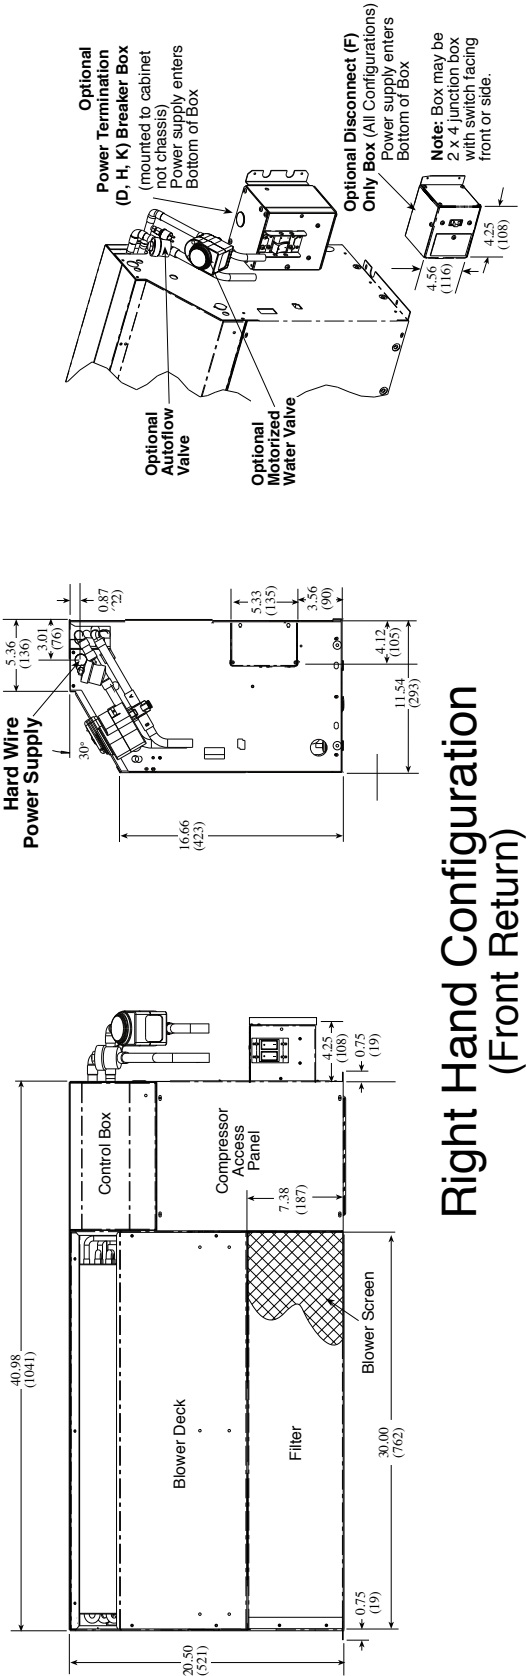 40.98
(1041)
20.50
(521)
Control Box
Compressor
Access
Panel
Blower Deck
Filter
Blower Screen
7.38
(187)
4.25
(108)
0.75
(19)
30.00
(762)
0.75
(19)
Hard Wire
Power Supply
5.36
(136)
3.01
(76)
0.87
30°
16.66
(423)
5.33
(135)
3.56
(90)
4.12
(105)
11.54
(293)
Optional
Power Termination
(D, H, K) Breaker Box
(mounted to cabinet
not chassis)
Power supply enters
Bottom of Box
Optional
Autoflow
Valve
Optional
Motorized
Water Valve
Optional Disconnect (F)
Only Box (All Configurations)
Power supply enters
Bottom of Box
Note: Box may be
2 x 4 junction box
with switch facing
front or side.
4.56
(116)
4.25
(108)
Right Hand Configuration
(Front Return)